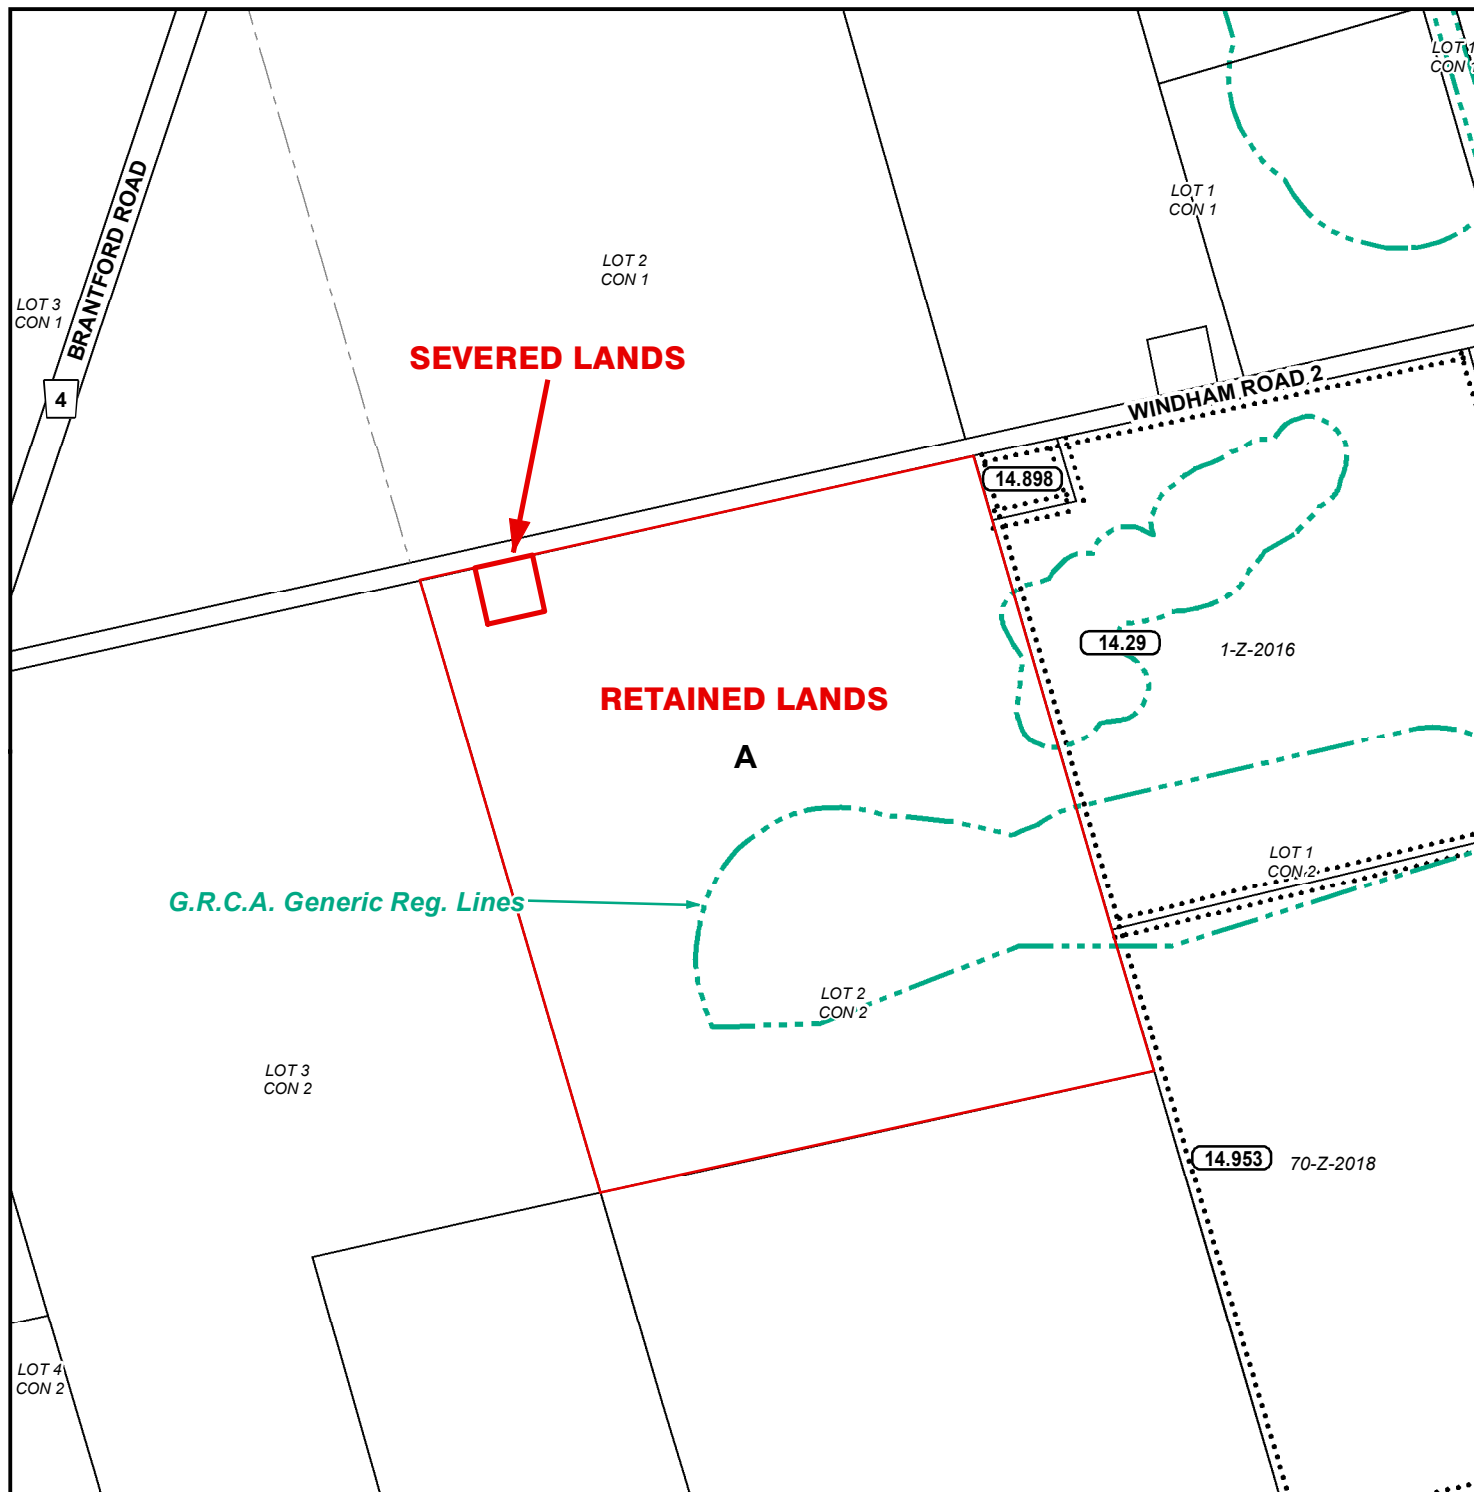 LOT 1
CON 1
BRANTFORD ROAD
LOT 1
CON 1
LOT 2
CON 1
LOT 3
CON 1
SEVERED LANDS
4
WINDHAM ROAD 2
14.898
14.29
1-Z-2016
RETAINED LANDS
A
LOT 1
CON 2
G.R.C.A. Generic Reg. Lines
LOT 2
CON 2
LOT 3
CON 2
14.953
70-Z-2018
LOT 4
CON 2